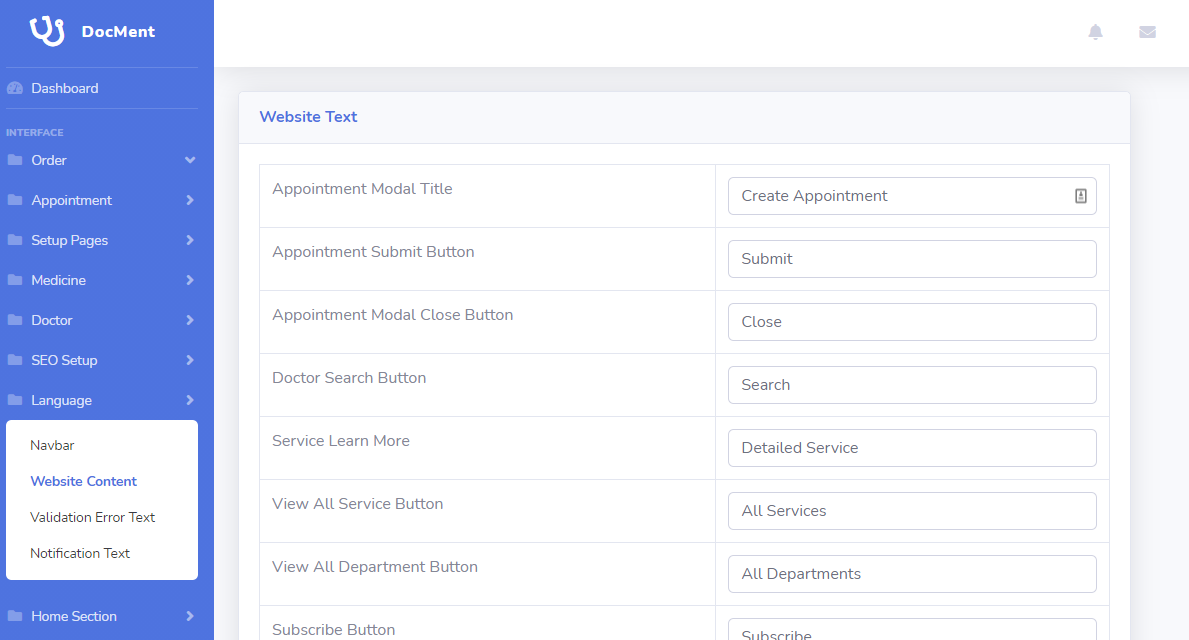 DocMent
Dashboard
INTERFACE
Order
Appointment
Setup Pages
Medicine
Doctor
SEO Setup
Language
Navbar
Website Content
Validation Error Text
Notification Text
Home Section
Website Text
Appointment Modal Title
Create Appointment
Appointment Submit Button
Submit
Appointment Modal Close Button
Close
Doctor Search Button
Search
Service Learn More
Detailed Service
View All Service Button
All Services
View All Department Button
All Departments
Subscribe Button
Subscribe